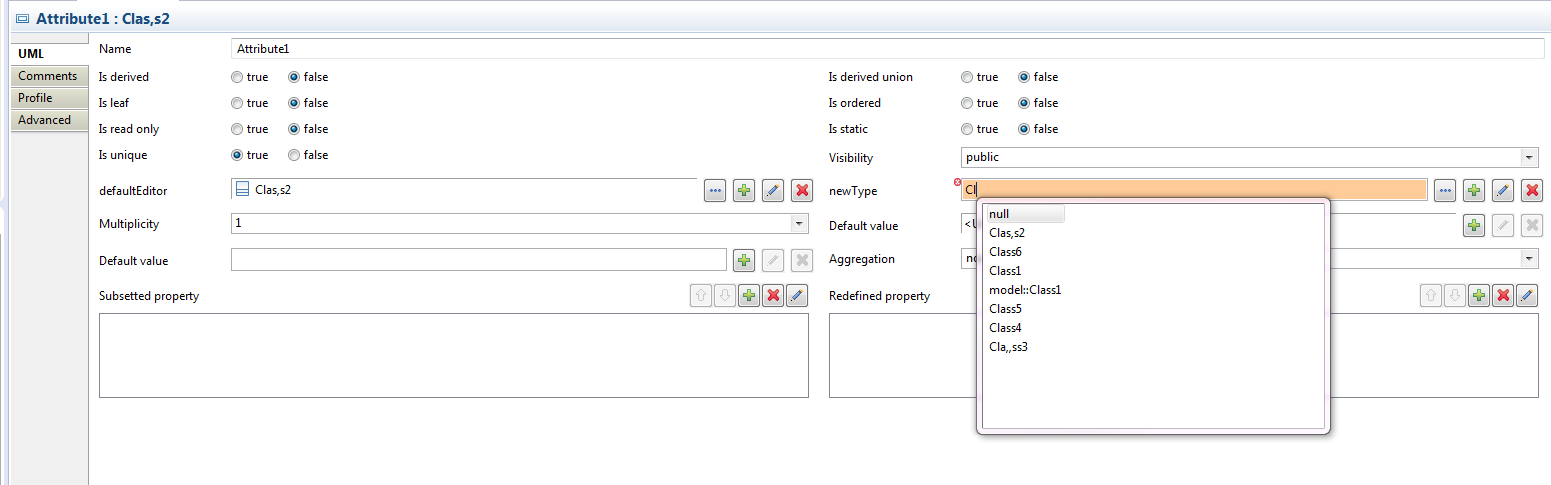 Attribute1 : Clas,s2
UML
Comments
Profile
Advanced
Name Attribute1
Is derived true false Is derived union true false
Is leaf true false Is ordered true false
Is read only true false Is static true false
Is unique true false Visibility public
defaultEditor Clas,s2 newType Cl
Multiplicity 1 Default value
Default value Aggregation
Subsetted property Redefined property
null
Clas,s2
Class6
Class1
model::Class1
Class5
Class4
Cla,,ss3